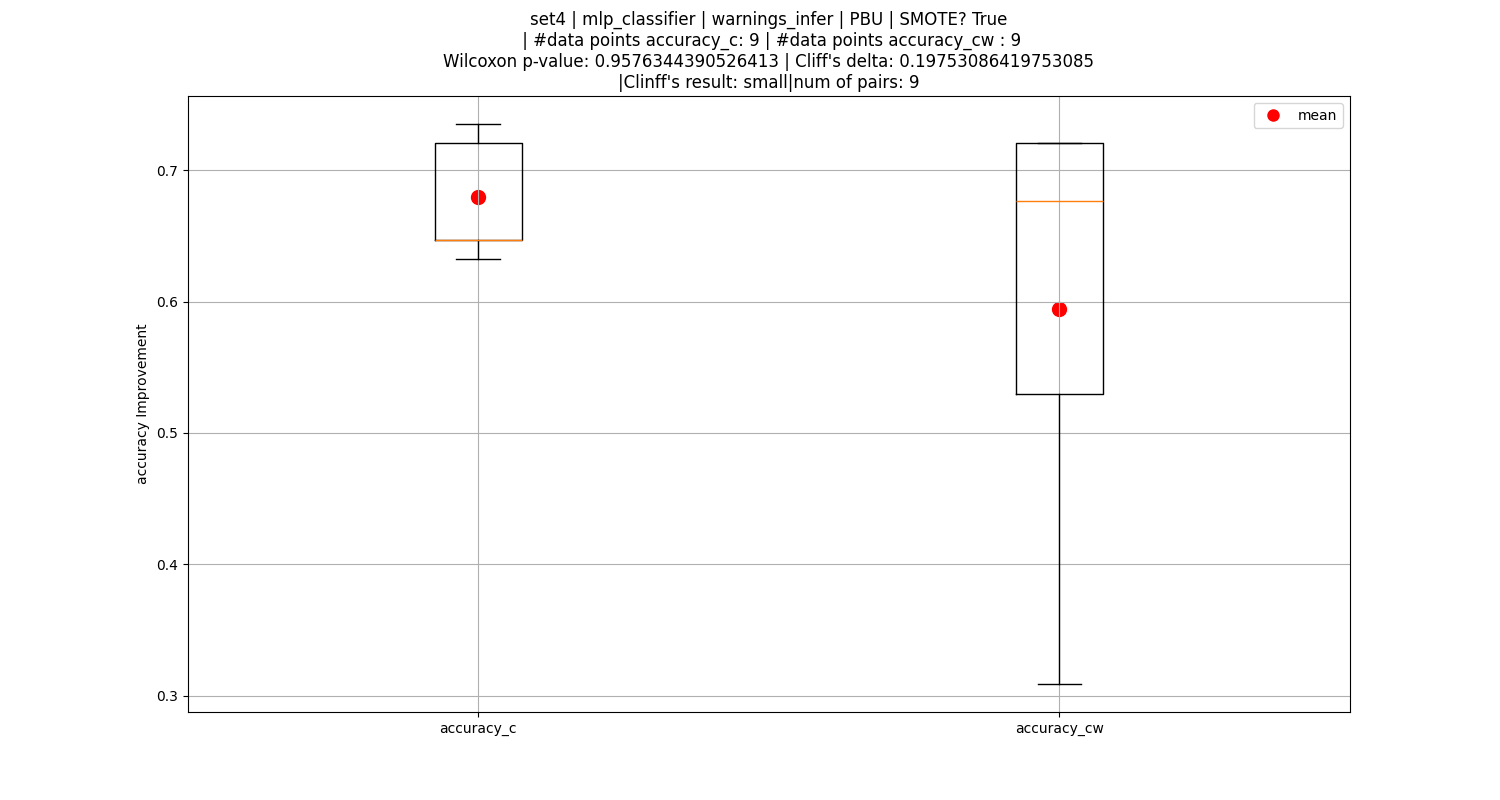 set4 | mlp_classifier | warnings_infer | PBU | SMOTE? True
| #data points accuracy_c: 9 | #data points accuracy_cw : 9
Wilcoxon p-value: 0.9576344390526413 | Cliff's delta: 0.19753086419753085
|Clinff's result: small|num of pairs: 9
mean
0.7
0.6
0.5
0.4
0.3
accuracy Improvement
accuracy_c
accuracy_cw